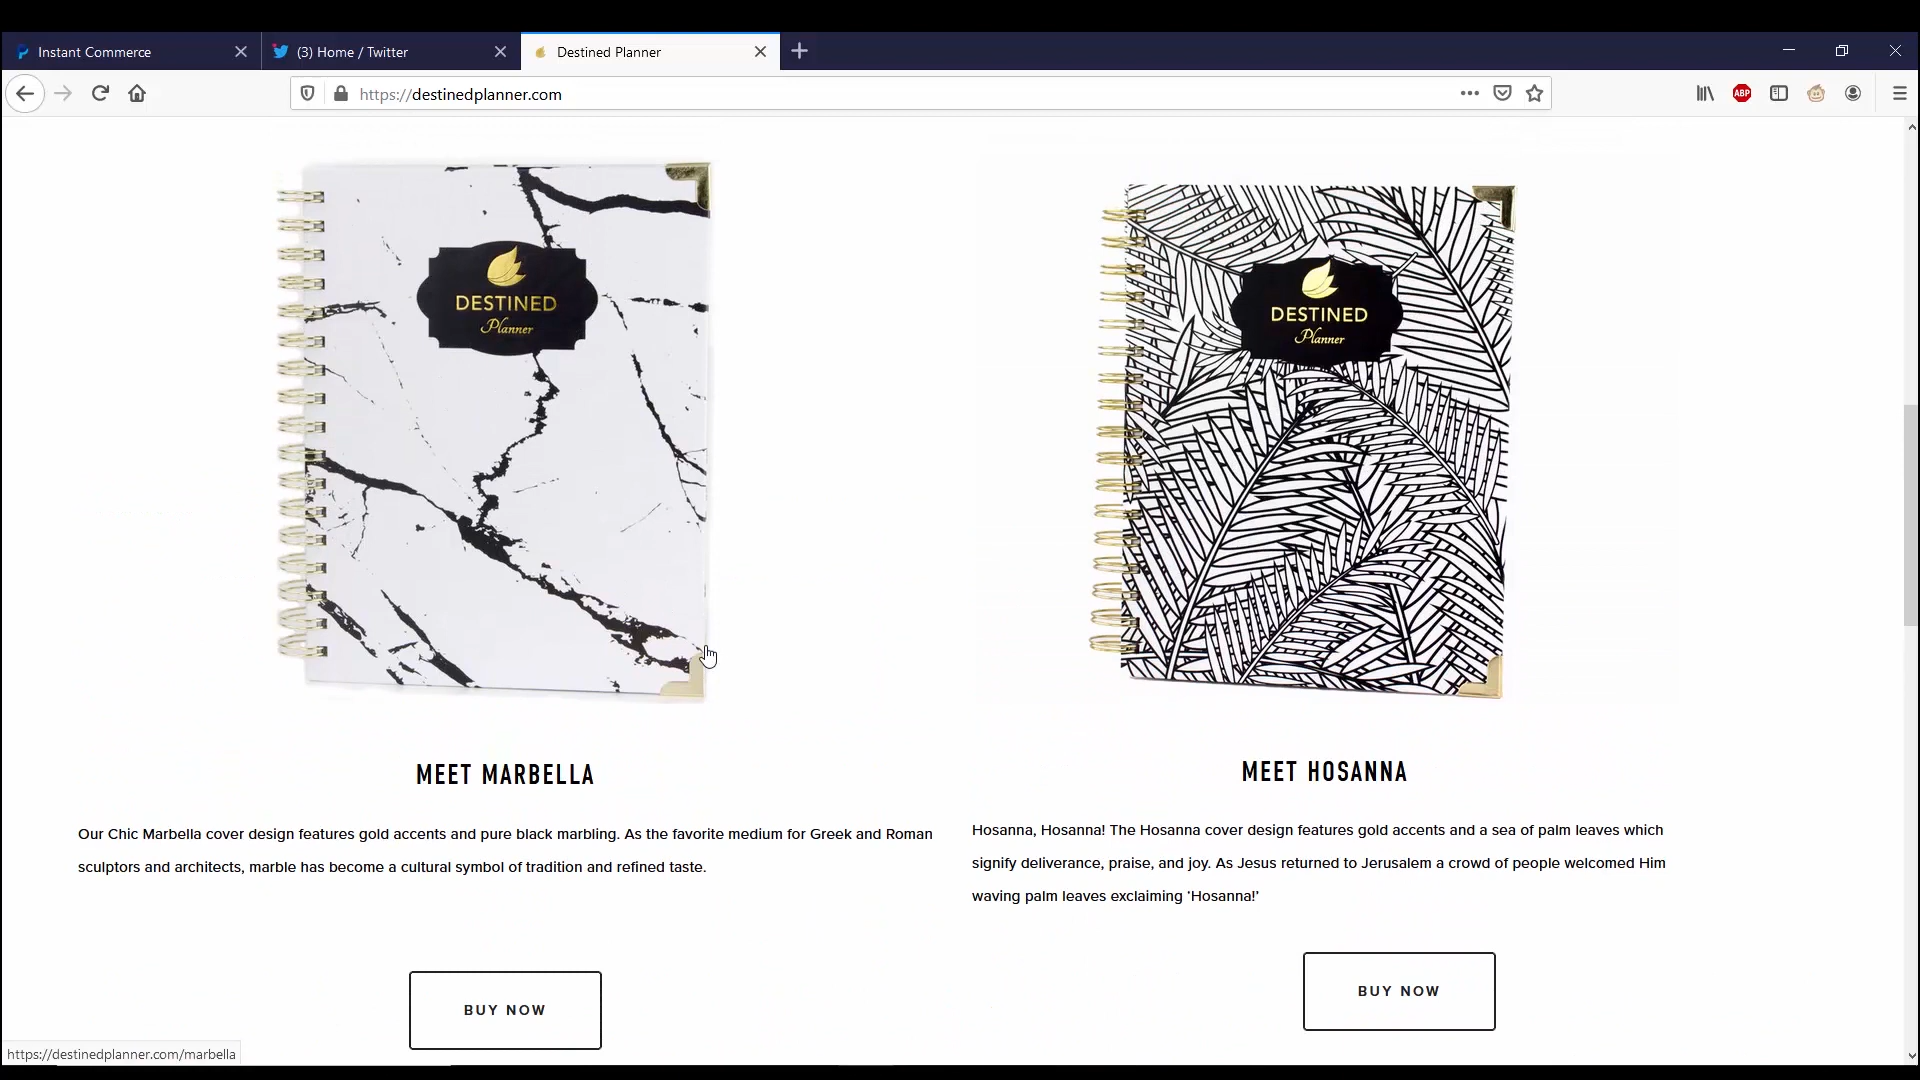 Instant Commerce
(3) Home / Twitter
Destined Planner
https://destinedplanner.com
ABP
DESTINED
Planner
DESTINED
Planner
MEET MARBELLA
Our Chic Marbella cover design features gold accents and pure black marbling. As the favorite medium for Greek and Roman
sculptors and architects, marble has become a cultural symbol of tradition and refined taste.
BUY NOW
MEET HOSANNA
Hosanna, Hosanna! The Hosanna cover design features gold accents and a sea of palm leaves which
signify deliverance, praise, and joy. As Jesus returned to Jerusalem a crowd of people welcomed Him
waving palm leaves exclaiming 'Hosanna!'
BUY NOW
https://destinedplanner.com/marbella